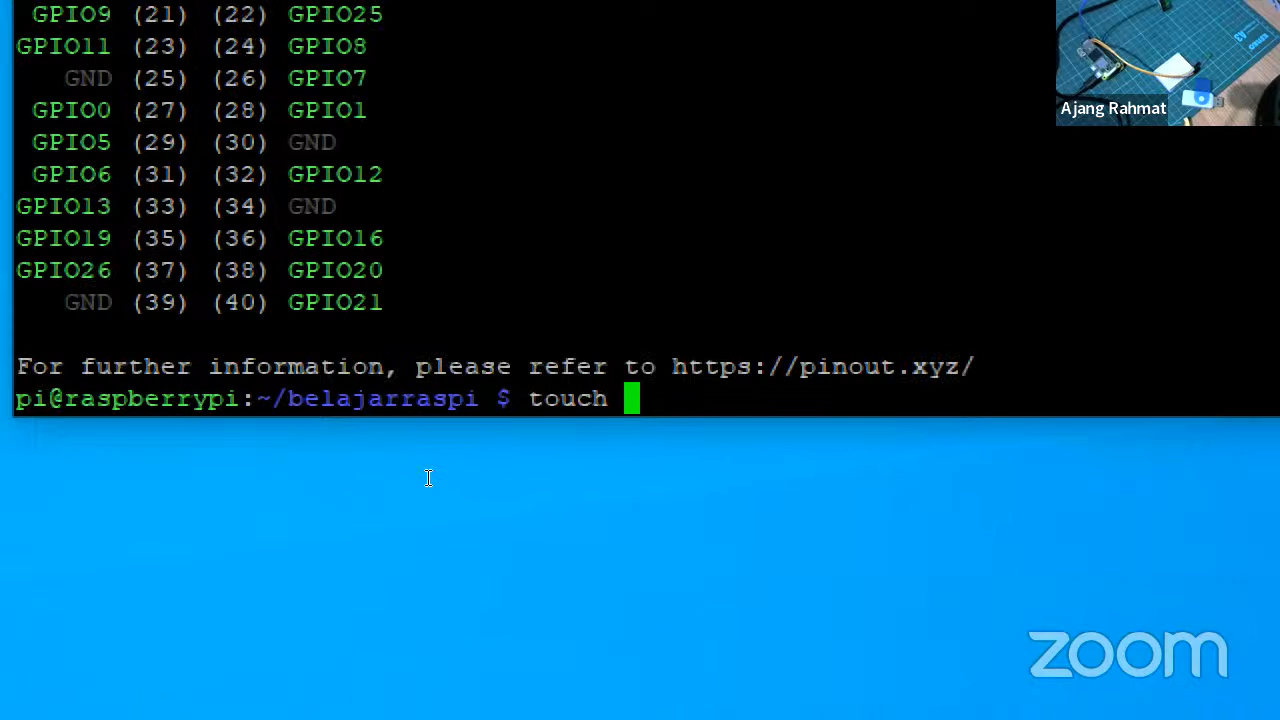 GPIO9 (21) (22) GPIO25
GPIO11 (23) (24) GPIO8
GND (25) (26) GPIO7
GPIO0 (27) (28) GPIO1
GPIO5 (29) (30) GND
GPIO6 (31) (32) GPIO12
GPIO13 (33) (34) GND
GPIO19 (35) (36) GPIO16
GPIO26 (37) (38) GPIO20
GND (39) (40) GPIO21
For further information, please refer to https://pinout.xyz/
pi@raspberrypi:~/belajarraspi $ touch
Ajang Rahmat
zoom